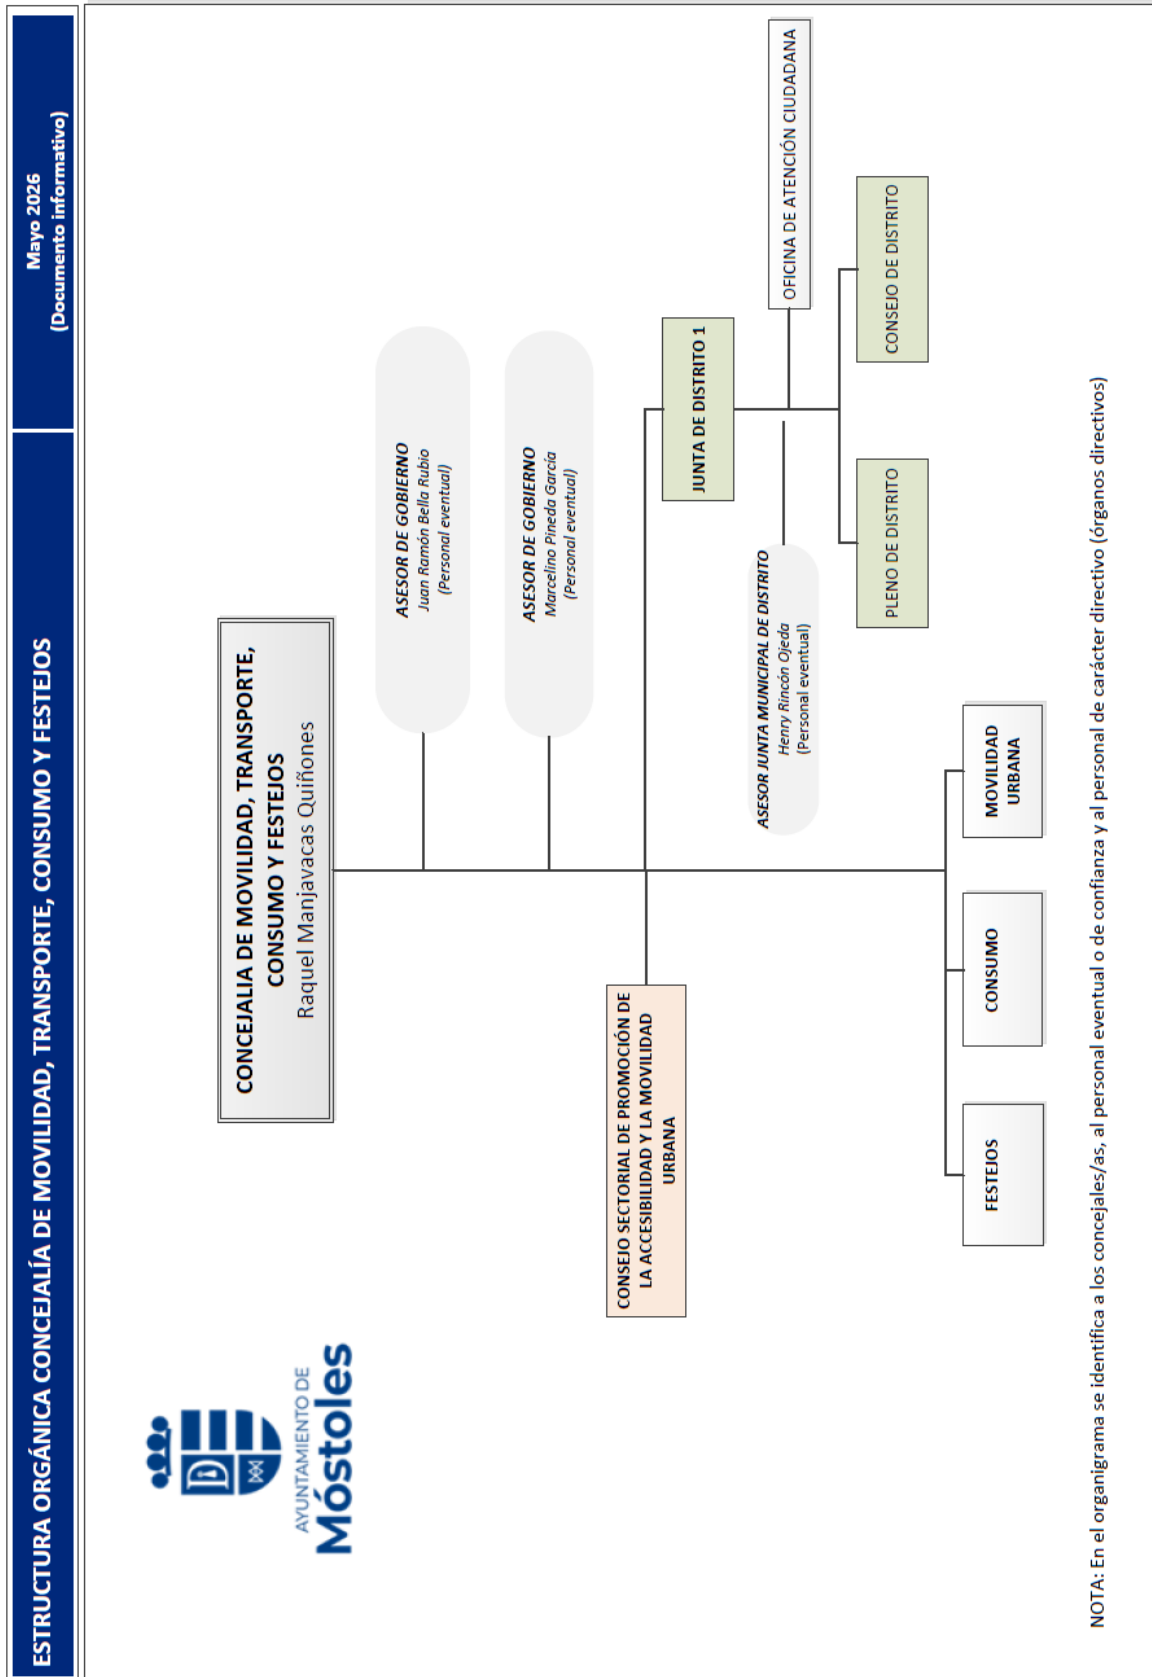 ESTRUCTURA ORGÁNICA CONCEJALÍA DE MOVILIDAD, TRANSPORTE, CONSUMO Y FESTEJOS
Mayo 2026
(Documento informativo)
AYUNTAMIENTO DE
Móstoles
CONCEJALIA DE MOVILIDAD, TRANSPORTE,
CONSUMO Y FESTEJOS
Raquel Manjavacas Quiñones
ASESOR DE GOBIERNO
Juan Ramón Bella Rubio
(Personal eventual)
ASESOR DE GOBIERNO
Marcelino Pineda García
(Personal eventual)
CONSEJO SECTORIAL DE PROMOCIÓN DE
LA ACCESIBILIDAD Y LA MOVILIDAD
URBANA
JUNTA DE DISTRITO 1
ASESOR JUNTA MUNICIPAL DE DISTRITO
Henry Rincón Ojeda
(Personal eventual)
OFICINA DE ATENCIÓN CIUDADANA
PLENO DE DISTRITO
CONSEJO DE DISTRITO
FESTEJOS
CONSUMO
MOVILIDAD
URBANA
NOTA: En el organigrama se identifica a los concejales/as, al personal eventual o de confianza y al personal de carácter directivo (órganos directivos)